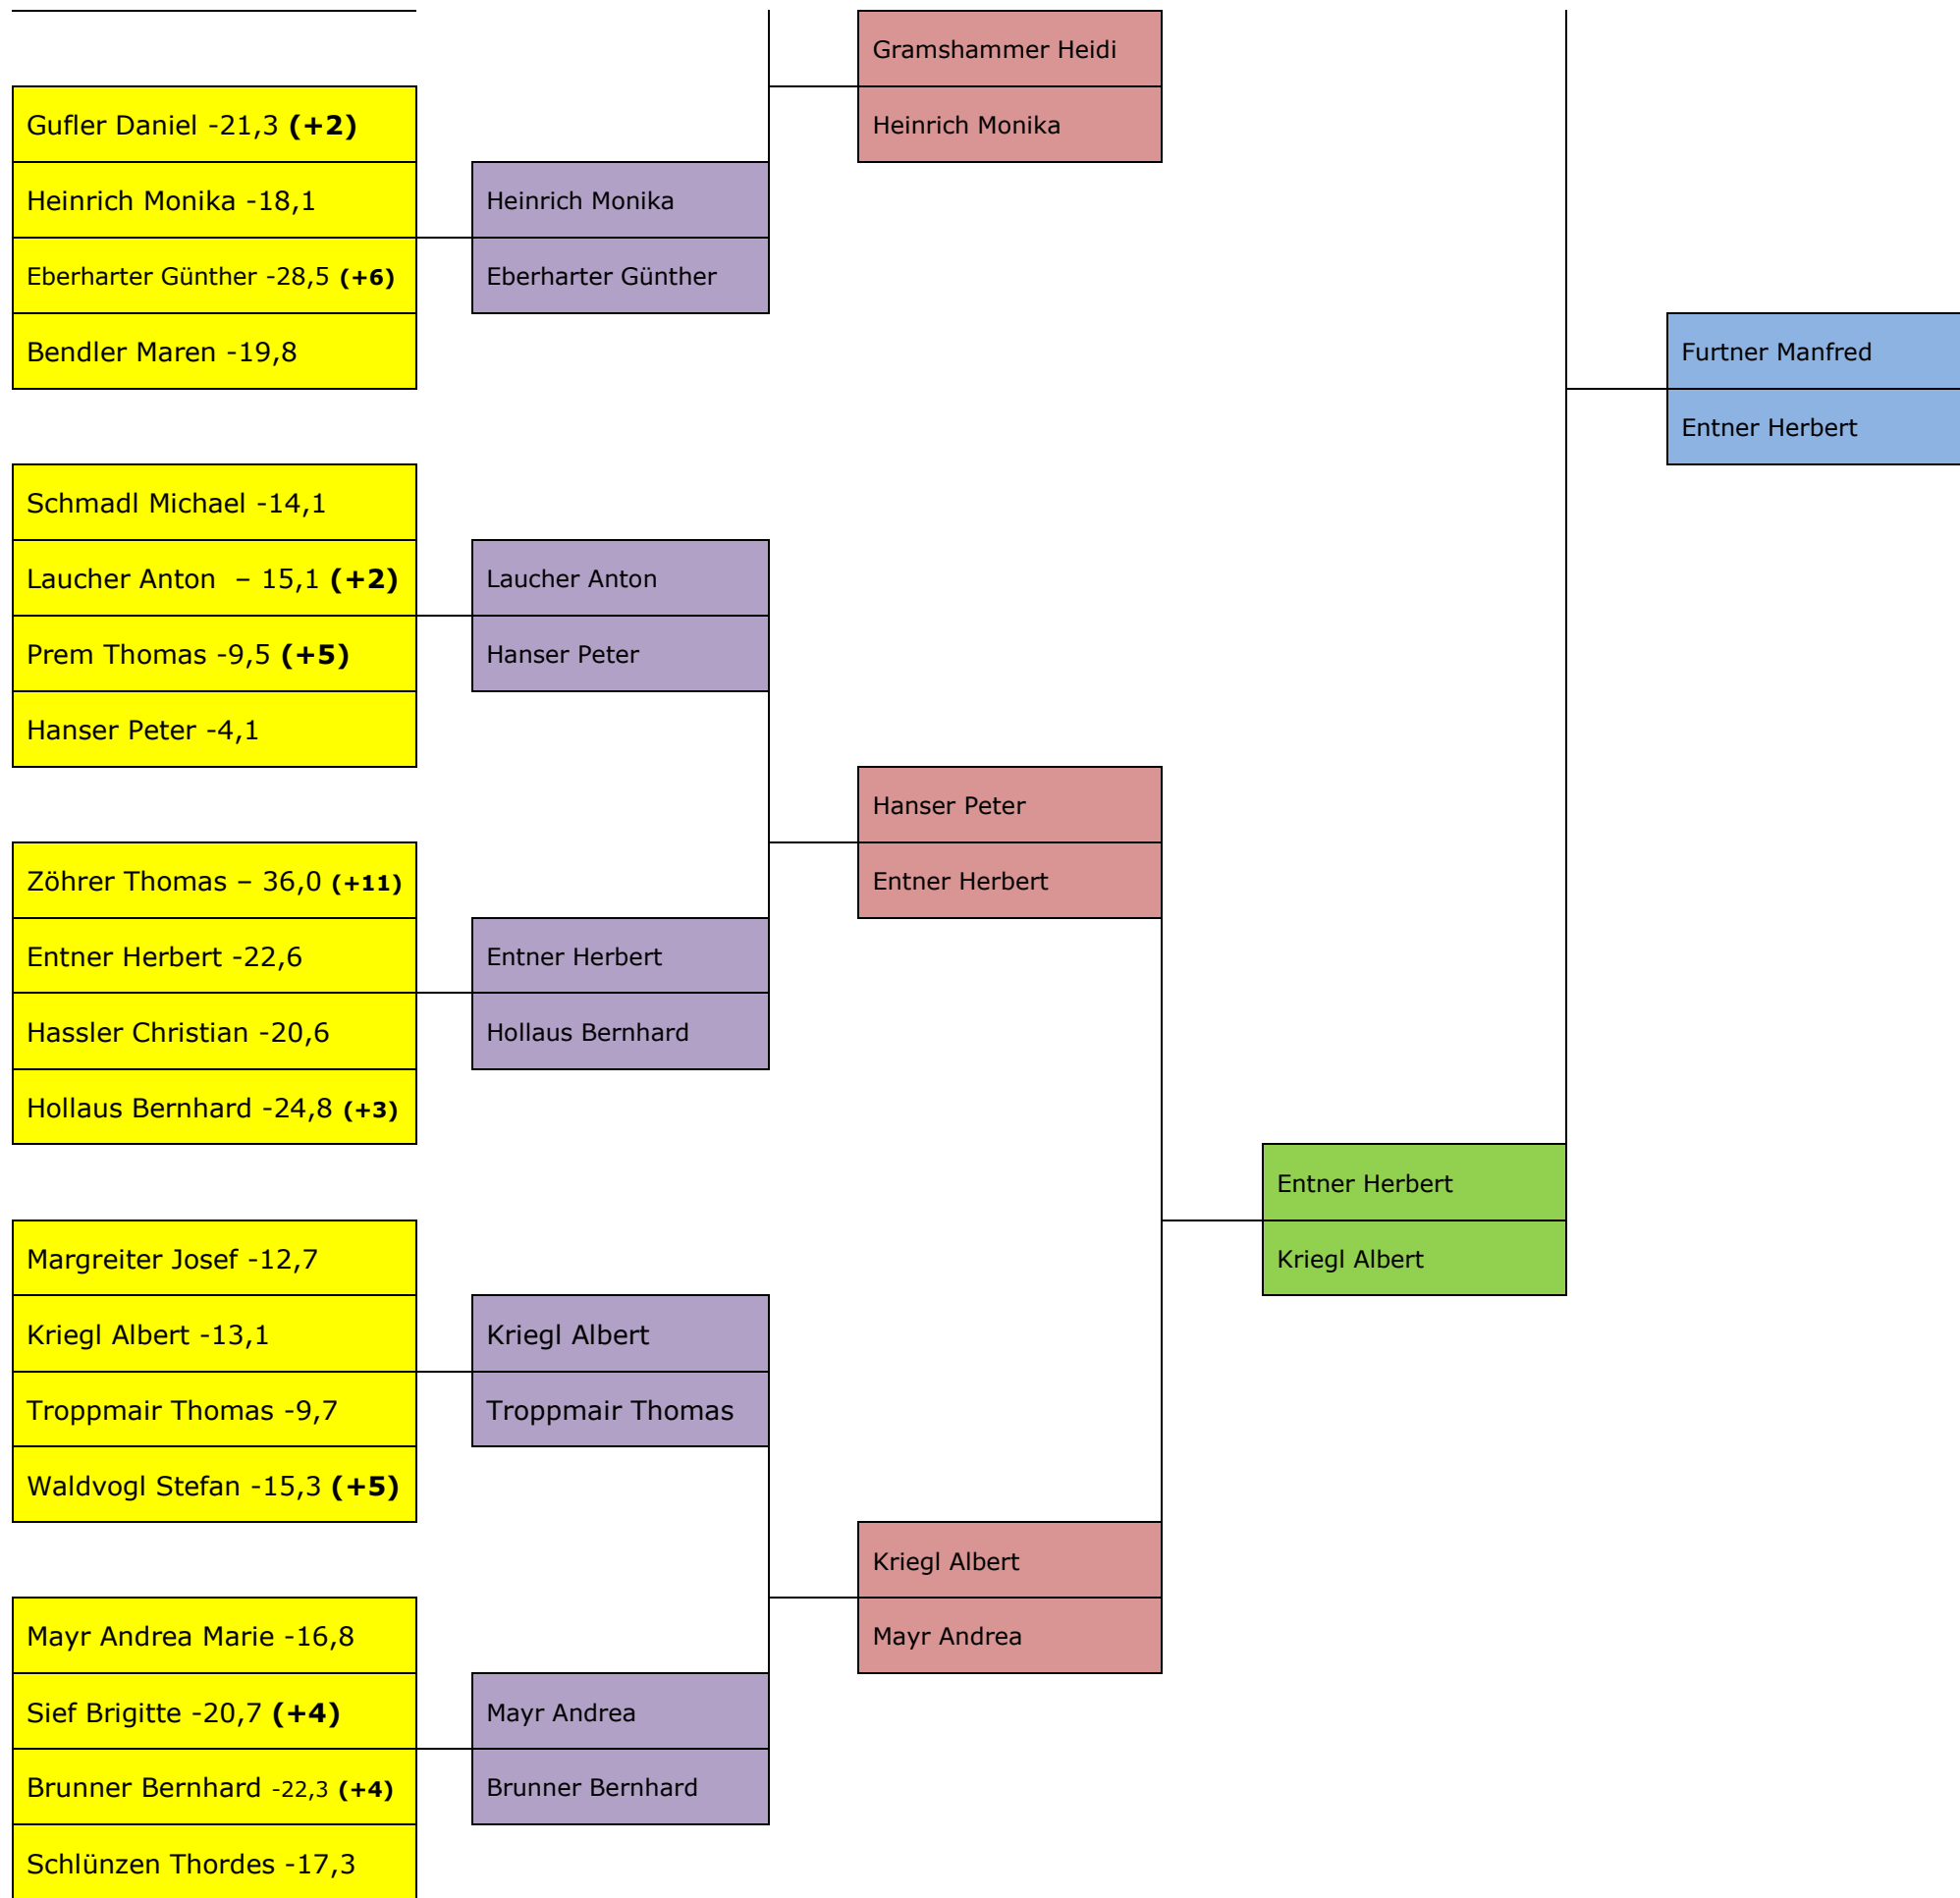 Gramshammer Heidi
Gufler Daniel -21,3 (+2)
Heinrich Monika
Heinrich Monika -18,1
Heinrich Monika
Eberharter Günther -28,5 (+6)
Eberharter Günther
Bendler Maren -19,8
Furtner Manfred
Entner Herbert
Schmadl Michael -14,1
Laucher Anton – 15,1 (+2)
Laucher Anton
Prem Thomas -9,5 (+5)
Hanser Peter
Hanser Peter -4,1
Hanser Peter
Zöhrer Thomas – 36,0 (+11)
Entner Herbert
Entner Herbert -22,6
Entner Herbert
Hassler Christian -20,6
Hollaus Bernhard
Hollaus Bernhard -24,8 (+3)
Entner Herbert
Margreiter Josef -12,7
Kriegl Albert
Kriegl Albert -13,1
Kriegl Albert
Troppmair Thomas -9,7
Troppmair Thomas
Waldvogl Stefan -15,3 (+5)
Kriegl Albert
Mayr Andrea Marie -16,8
Mayr Andrea
Sief Brigitte -20,7 (+4)
Mayr Andrea
Brunner Bernhard -22,3 (+4)
Brunner Bernhard
Schlünzen Thordes -17,3